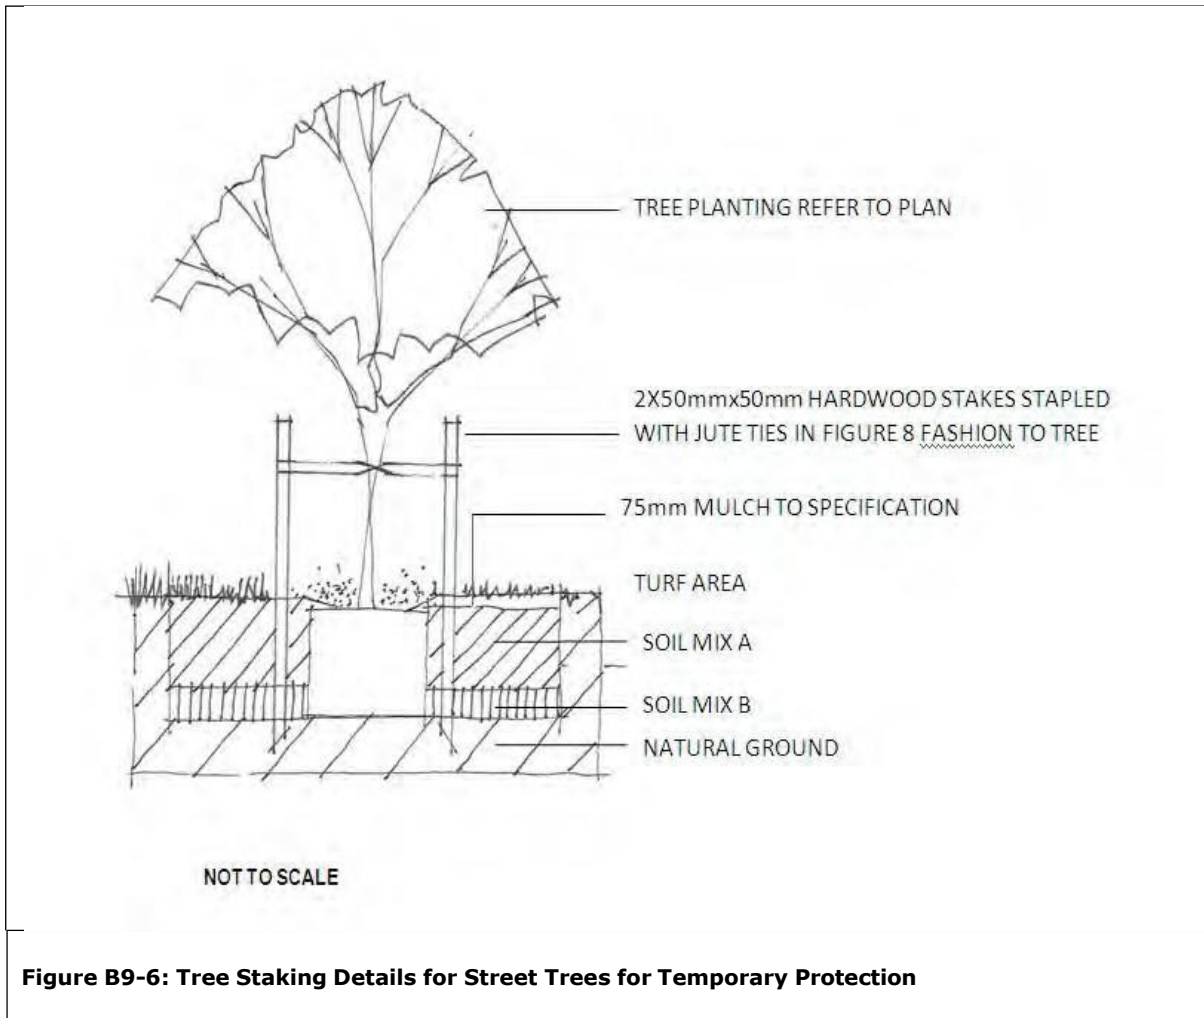 TREE PLANTING REFER TO PLAN
2X50mmx50mm HARDWOOD STAKES STAPLED
WITH JUTE TIES IN FIGURE 8 FASHION TO TREE
75mm MULCH TO SPECIFICATION
TURF AREA
SOIL MIX A
SOIL MIX B
NATURAL GROUND
NOT TO SCALE
Figure B9-6: Tree Staking Details for Street Trees for Temporary Protection